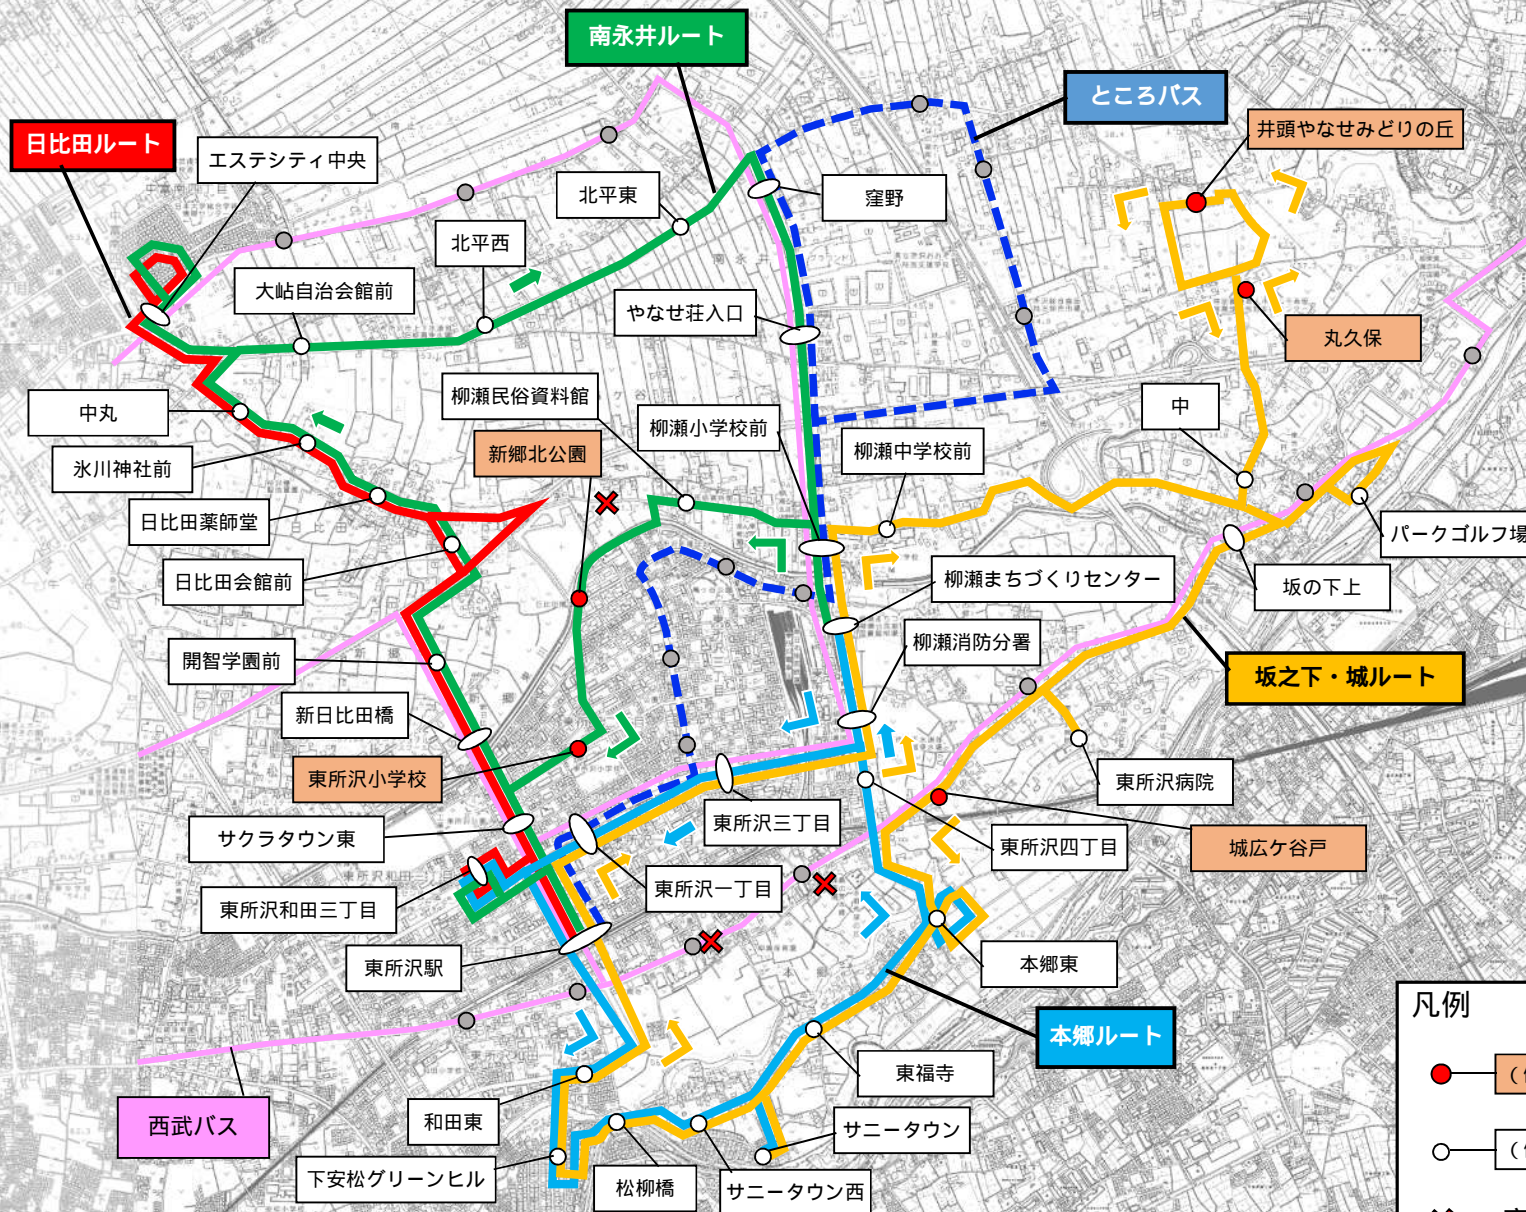 南永井ルート
ところバス
井頭やなせみどりの丘
日比田ルート
エステシティ中央
北平東
窪野
北平西
大岾自治会館前
やなせ荘入口
丸久保
柳瀬民俗資料館
中
中丸
柳瀬小学校前
新郷北公園
柳瀬中学校前
氷川神社前
日比田薬師堂
パークゴルフ場
日比田会館前
柳瀬まちづくりセンター
坂の下上
柳瀬消防分署
開智学園前
坂之下・城ルート
新日比田橋
東所沢小学校
東所沢病院
東所沢三丁目
サクラタウン東
東所沢四丁目
城広ケ谷戸
東所沢一丁目
東所沢和田三丁目
東所沢駅
本郷東
凡例
本郷ルート
東福寺
西武バス
和田東
サニータウン
下安松グリーンヒル
松柳橋
サニータウン西